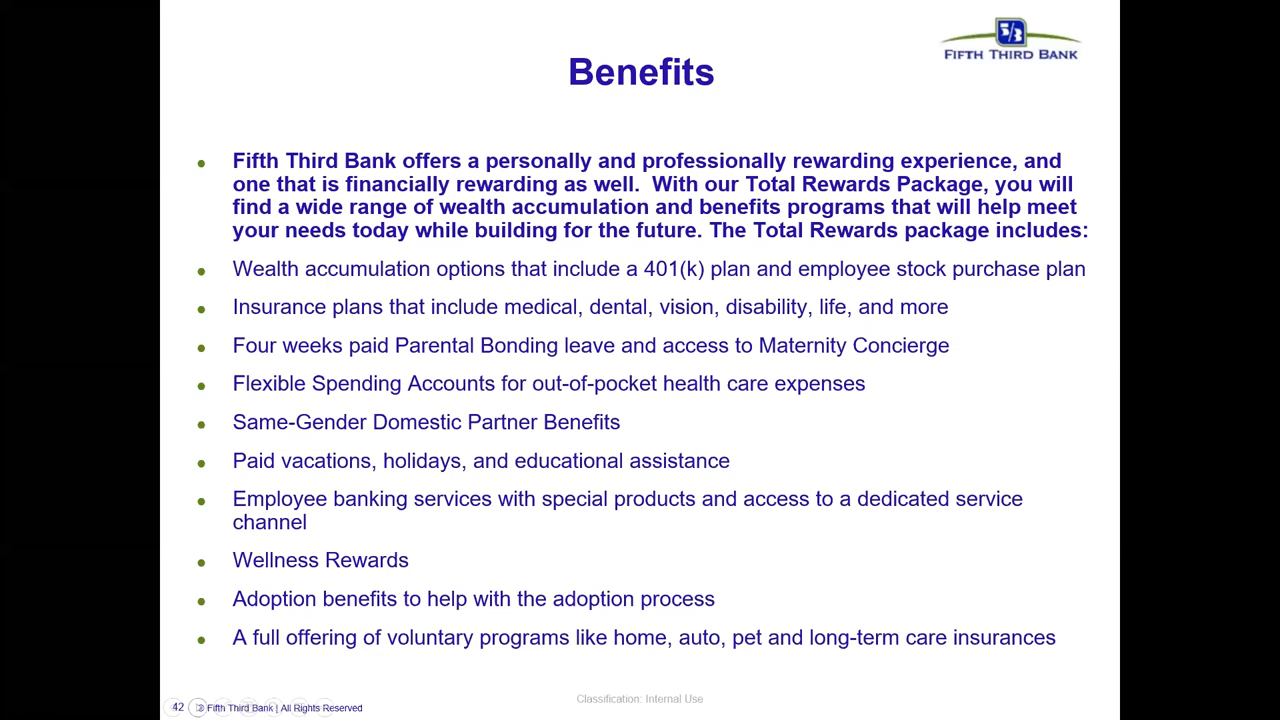 5/3
FIFTH THIRD BANK
Benefits
Fifth Third Bank offers a personally and professionally rewarding experience, and
one that is financially rewarding as well.  With our Total Rewards Package, you will
find a wide range of wealth accumulation and benefits programs that will help meet
your needs today while building for the future. The Total Rewards package includes:
Wealth accumulation options that include a 401(k) plan and employee stock purchase plan
Insurance plans that include medical, dental, vision, disability, life, and more
Four weeks paid Parental Bonding leave and access to Maternity Concierge
Flexible Spending Accounts for out-of-pocket health care expenses
Same-Gender Domestic Partner Benefits
Paid vacations, holidays, and educational assistance
Employee banking services with special products and access to a dedicated service
channel
Wellness Rewards
Adoption benefits to help with the adoption process
A full offering of voluntary programs like home, auto, pet and long-term care insurances
Classification: Internal Use
42 © Fifth Third Bank | All Rights Reserved